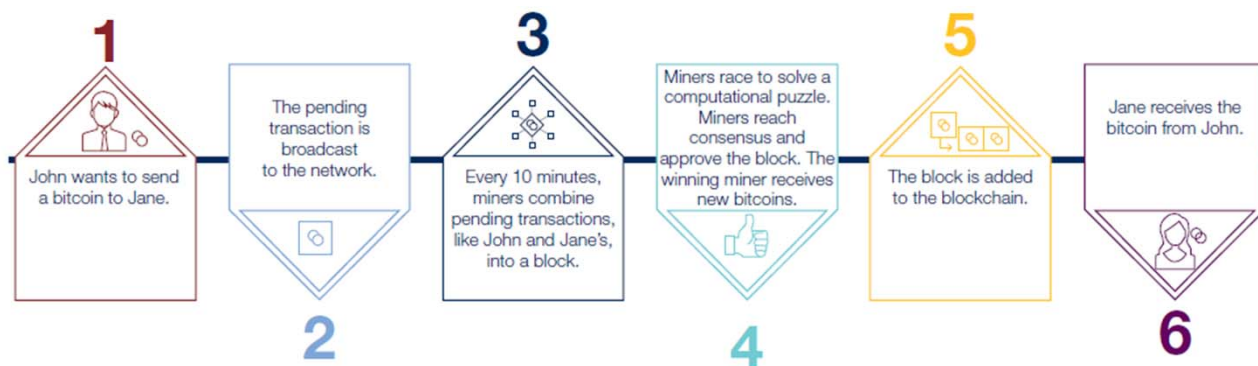 1
John wants to send
a bitcoin to Jane.
2
The pending
transaction is
broadcast
to the network.
3
Every 10 minutes,
miners combine
pending transactions,
like John and Jane's,
into a block.
4
Miners race to solve a
computational puzzle.
Miners reach
consensus and
approve the block. The
winning miner receives
new bitcoins.
5
The block is added
to the blockchain.
6
Jane receives the
bitcoin from John.